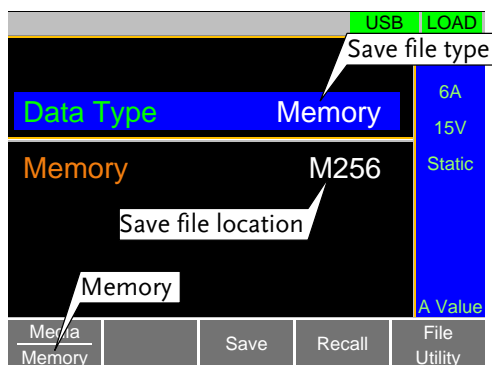 USB LOAD
Save file type
6A
Data Type Memory
15V
Memory M256
Static
Save file location
Memory
A Value
Media
Memory
Save
Recall
File
Utility